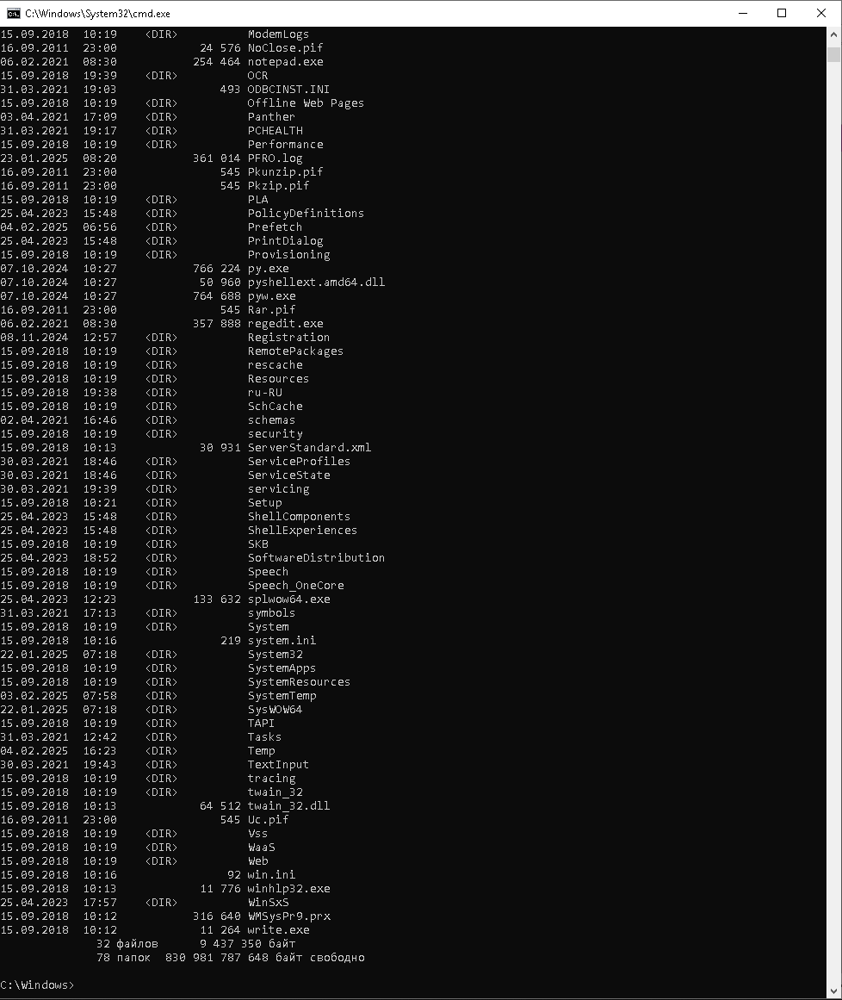 C:\Windows\System32\cmd.exe
15.09.2018  10:19    <DIR>          ModemLogs
16.09.2011  23:00            24 576 NoClose.pif
06.02.2021  08:30           254 464 notepad.exe
15.09.2018  19:39    <DIR>          OCR
31.03.2021  19:03               493 ODBCINST.INI
15.09.2018  10:19    <DIR>          Offline Web Pages
03.04.2021  17:09    <DIR>          Panther
31.03.2021  19:17    <DIR>          PCHEALTH
15.09.2018  10:19    <DIR>          Performance
23.01.2025  08:20           361 014 PFRO.log
16.09.2011  23:00               545 Pkunzip.pif
16.09.2011  23:00               545 Pkzip.pif
15.09.2018  10:19    <DIR>          PLA
25.04.2023  15:48    <DIR>          PolicyDefinitions
04.02.2025  06:56    <DIR>          Prefetch
25.04.2023  15:48    <DIR>          PrintDialog
15.09.2018  10:19    <DIR>          Provisioning
07.10.2024  10:27           766 224 py.exe
07.10.2024  10:27            50 960 pyshellext.amd64.dll
07.10.2024  10:27           764 688 pyw.exe
16.09.2011  23:00               545 Rar.pif
06.02.2021  08:30           357 888 regedit.exe
08.11.2024  12:57    <DIR>          Registration
15.09.2018  10:19    <DIR>          RemotePackages
15.09.2018  10:19    <DIR>          rescache
15.09.2018  10:19    <DIR>          Resources
15.09.2018  19:38    <DIR>          ru-RU
15.09.2018  10:19    <DIR>          SchCache
02.04.2021  16:46    <DIR>          schemas
15.09.2018  10:19    <DIR>          security
15.09.2018  10:13            30 931 ServerStandard.xml
30.03.2021  18:46    <DIR>          ServiceProfiles
30.03.2021  18:46    <DIR>          ServiceState
30.03.2021  19:39    <DIR>          servicing
15.09.2018  10:21    <DIR>          Setup
25.04.2023  15:48    <DIR>          ShellComponents
25.04.2023  15:48    <DIR>          ShellExperiences
15.09.2018  10:19    <DIR>          SKB
25.04.2023  18:52    <DIR>          SoftwareDistribution
15.09.2018  10:19    <DIR>          Speech
15.09.2018  10:19    <DIR>          Speech_OneCore
25.04.2023  12:23           133 632 splwow64.exe
31.03.2021  17:13    <DIR>          symbols
15.09.2018  10:19    <DIR>          System
15.09.2018  10:16               219 system.ini
22.01.2025  07:18    <DIR>          System32
15.09.2018  10:19    <DIR>          SystemApps
15.09.2018  10:19    <DIR>          SystemResources
03.02.2025  07:58    <DIR>          SystemTemp
22.01.2025  07:18    <DIR>          SysWOW64
15.09.2018  10:19    <DIR>          TAPI
31.03.2021  12:42    <DIR>          Tasks
04.02.2025  16:23    <DIR>          Temp
30.03.2021  19:43    <DIR>          TextInput
15.09.2018  10:19    <DIR>          tracing
15.09.2018  10:19    <DIR>          twain_32
15.09.2018  10:13            64 512 twain_32.dll
16.09.2011  23:00               545 Uc.pif
15.09.2018  10:19    <DIR>          Vss
15.09.2018  10:19    <DIR>          WaaS
15.09.2018  10:19    <DIR>          Web
15.09.2018  10:16                92 win.ini
15.09.2018  10:13            11 776 winhlp32.exe
25.04.2023  17:57    <DIR>          WinSxS
15.09.2018  10:12           316 640 WMSysPr9.prx
15.09.2018  10:12            11 264 write.exe
32 файлов      9 437 350 байт
78 папок  830 981 787 648 байт свободно
C:\Windows>